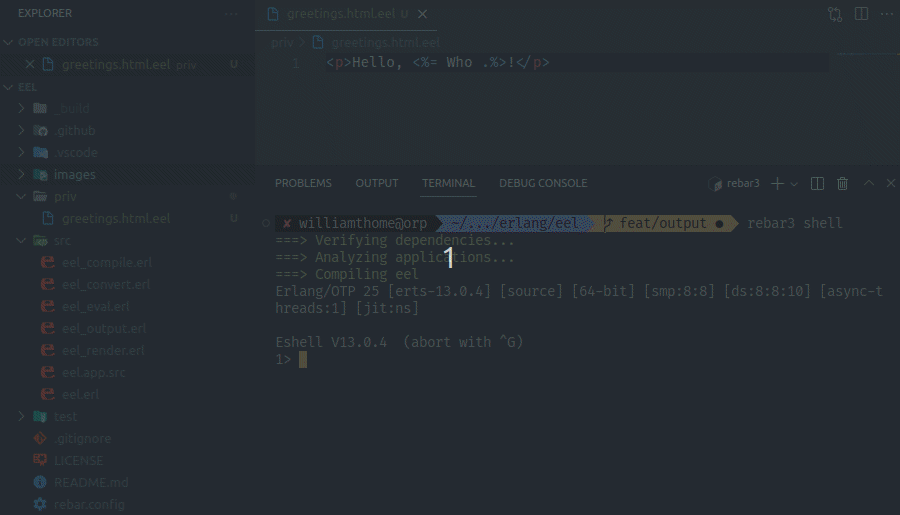 EXPLORER
OPEN EDITORS
greetings.html.eel priv U
EEL
_build
.github
.vscode
images
priv
greetings.html.eel U
src
eel_compile.erl
eel_convert.erl
eel_eval.erl
eel_output.erl
eel_render.erl
eel.app.src
eel.erl
test
.gitignore
LICENSE
README.md
rebar.config
greetings.html.eel U
priv > greetings.html.eel
1 <p>Hello, <%= Who .%>!</p>
PROBLEMS OUTPUT TERMINAL DEBUG CONSOLE rebar3
williamthome@orp ~/.../erlang/eel feat/output ● rebar3 shell
===> Verifying dependencies...
===> Analyzing applications...
===> Compiling eel
Erlang/OTP 25 [erts-13.0.4] [source] [64-bit] [smp:8:8] [ds:8:8:10] [async-t
hreads:1] [jit:ns]
Eshell V13.0.4 (abort with ^G)
1>
1